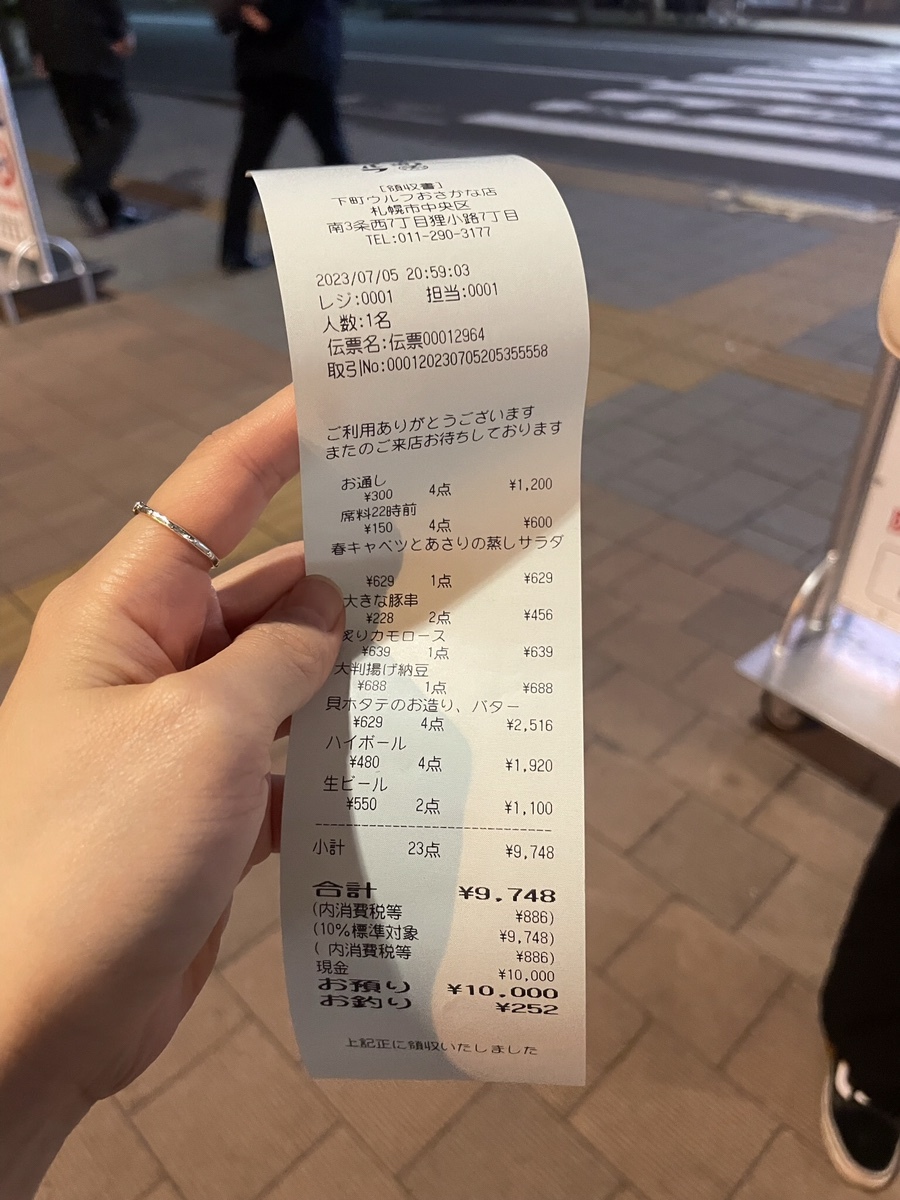 [領収書]
下町ウルフおさかな店
札幌市中央区
南3条西7丁目狸小路7丁目
TEL:011-290-3177
2023/07/05 20:59:03
レジ:0001 担当:0001
人数:1名
伝票名:伝票00012964
取引No:000120230705205355558
ご利用ありがとうございます
またのご来店お待ちしております
お通し
¥300 4点 ¥1,200
席料22時前
¥150 4点 ¥600
春キャベツとあさりの蒸しサラダ
¥629 1点 ¥629
大きな豚串
¥228 2点 ¥456
炙りカモロース
¥639 1点 ¥639
大判揚げ納豆
¥688 1点 ¥688
貝ホタテのお造り、バター
¥629 4点 ¥2,516
ハイボール
¥480 4点 ¥1,920
生ビール
¥550 2点 ¥1,100
小計 23点 ¥9,748
合計 ¥9,748
(内消費税等 ¥886)
(10%標準対象 ¥9,748)
( 内消費税等 ¥886)
現金 ¥10,000
お預り ¥10,000
お釣り ¥252
上記正に領収いたしました